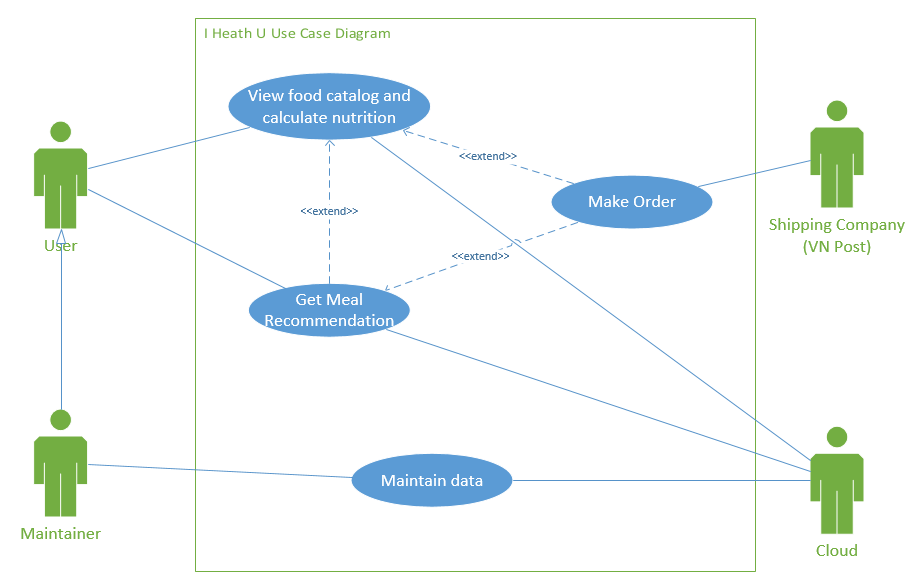 I Heath U Use Case Diagram
View food catalog and
calculate nutrition
<<extend>>
Make Order
Shipping Company
(VN Post)
User
<<extend>>
<<extend>>
Get Meal
Recommendation
Maintain data
Maintainer
Cloud